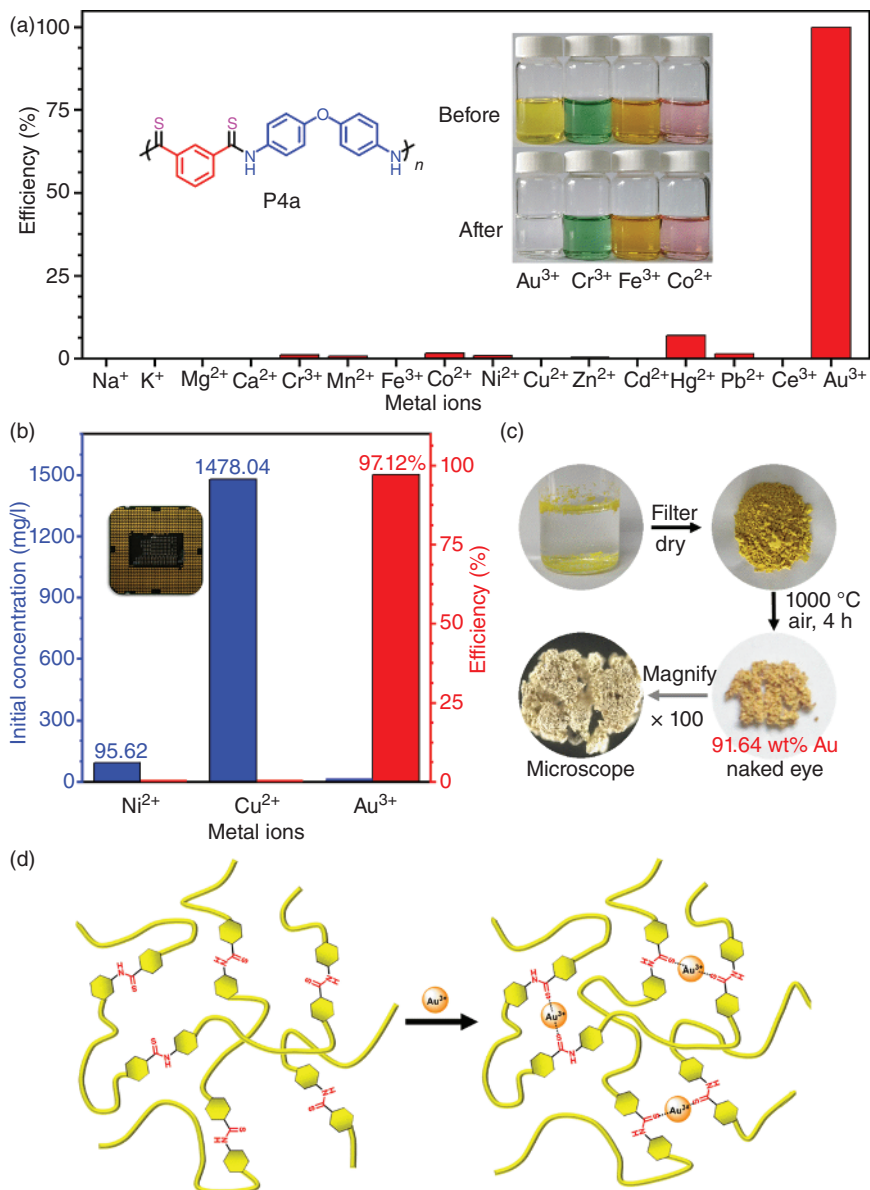 (a)
100
75
50
25
0
Efficiency (%)
S
S
O
N
H
NH
n
P4a
Before
After
Au³⁺ Cr³⁺ Fe³⁺ Co²⁺
Na⁺ K⁺ Mg²⁺ Ca²⁺ Cr³⁺ Mn²⁺ Fe³⁺ Co²⁺ Ni²⁺ Cu²⁺ Zn²⁺ Cd²⁺ Hg²⁺ Pb²⁺ Ce³⁺ Au³⁺
Metal ions
(b)
Initial concentration (mg/l)
1500
1200
900
600
300
0
95.62
1478.04
97.12%
100
75
50
25
0
Efficiency (%)
Ni²⁺ Cu²⁺ Au³⁺
Metal ions
(c)
Filter
dry
1000 °C
air, 4 h
Magnify
× 100
91.64 wt% Au
Microscope
naked eye
(d)
H
N
S
S
N
H
S
N
H
S
N
H
S
N
H
S
N
H
Au³⁺
H
N
S
Au³⁺
S
N
H
S
N
H
Au³⁺
S
N
H
S
N
H
Au³⁺
S
N
H